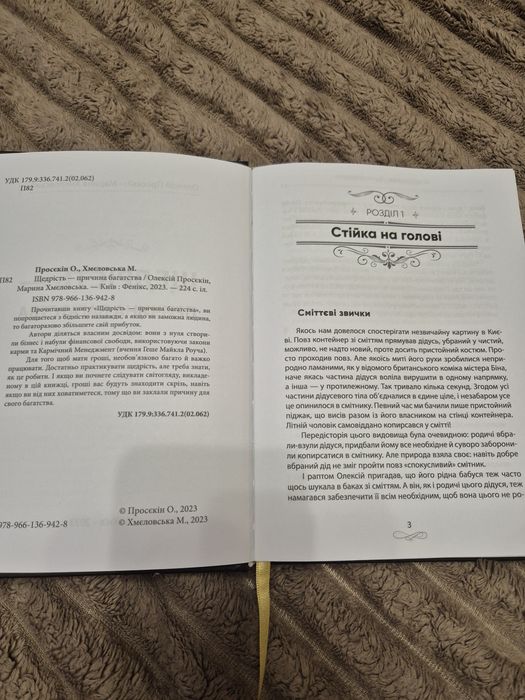 УДК 179.9:336.741.2(02.062)
П82
Просєкін О., Хмєловська М.
П82
Щедрість — причина багатства / Олексій Просєкін,
Марина Хмєловська. — Київ : Фенікс, 2023. — 224 с. іл.
ISBN 978-966-136-942-8
Прочитавши книгу «Щедрість — причина багатства», ви
попрощаєтеся з бідністю назавжди, а якщо ви заможна людина,
то багаторазово збільшите свій прибуток.
Автори діляться власним досвідом: вони з нуля створи-
ли бізнес і набули фінансової свободи, використовуючи закони
карми та Кармічний Менеджмент (вчення Геше Майкла Роуча).
Для того щоб мати гроші, необов'язково багато й важко
працювати. Достатньо практикувати щедрість, але треба знати,
як це робити. І якщо ви почнете слідувати світогляду, викладе-
ному в цій книжці, гроші вас будуть знаходити скрізь, навіть
якщо ви від них ховатиметеся, тому що ви заклали причину для
свого багатства.
УДК 179.9:336.741.2(02.062)
© Просєкін О., 2023
© Хмєловська М., 2023
978-966-136-942-8
РОЗДІЛ 1
Стійка на голові
Сміттєві звички
Якось нам довелося спостерігати незвичайну картину в Киє-
ві. Повз контейнер зі сміттям прямував дідусь, убраний у чистий,
можливо, не надто новий, проте досить пристойний костюм. Про-
сто проходив повз. Але якоїсь миті його рухи зробилися неприро-
дно ламаними, як у відомого британського коміка містера Біна,
наче якась частина дідуся воліла вирушити в одному напрямку,
а інша — у протилежному. Так тривало кілька секунд. Згодом усі
частини дідусевого тіла об'єдналися в єдине ціле, і незабаром усе
це опинилося в смітнику. Певний час ми бачили лише пристойний
піджак, що висів разом із його власником на стінці контейнера.
Літній чоловік самовіддано копирсався у смітті!
Передісторія цього видовища була очевидною: родичі вбра-
ли-взули дідуся, придбали йому все необхідне й суворо заборони-
ли копирсатися в смітнику. Але природа взяла своє: навіть добре
вбраний дід не зміг пройти повз «спокусливий» смітник.
І раптом Олексій пригадав, що його рідна бабуся теж часто
щось шукала в баках зі сміттям. А він, як і родичі цього дідуся, теж
намагався забезпечити її всім необхідним, щоб вона цього не ро-
3